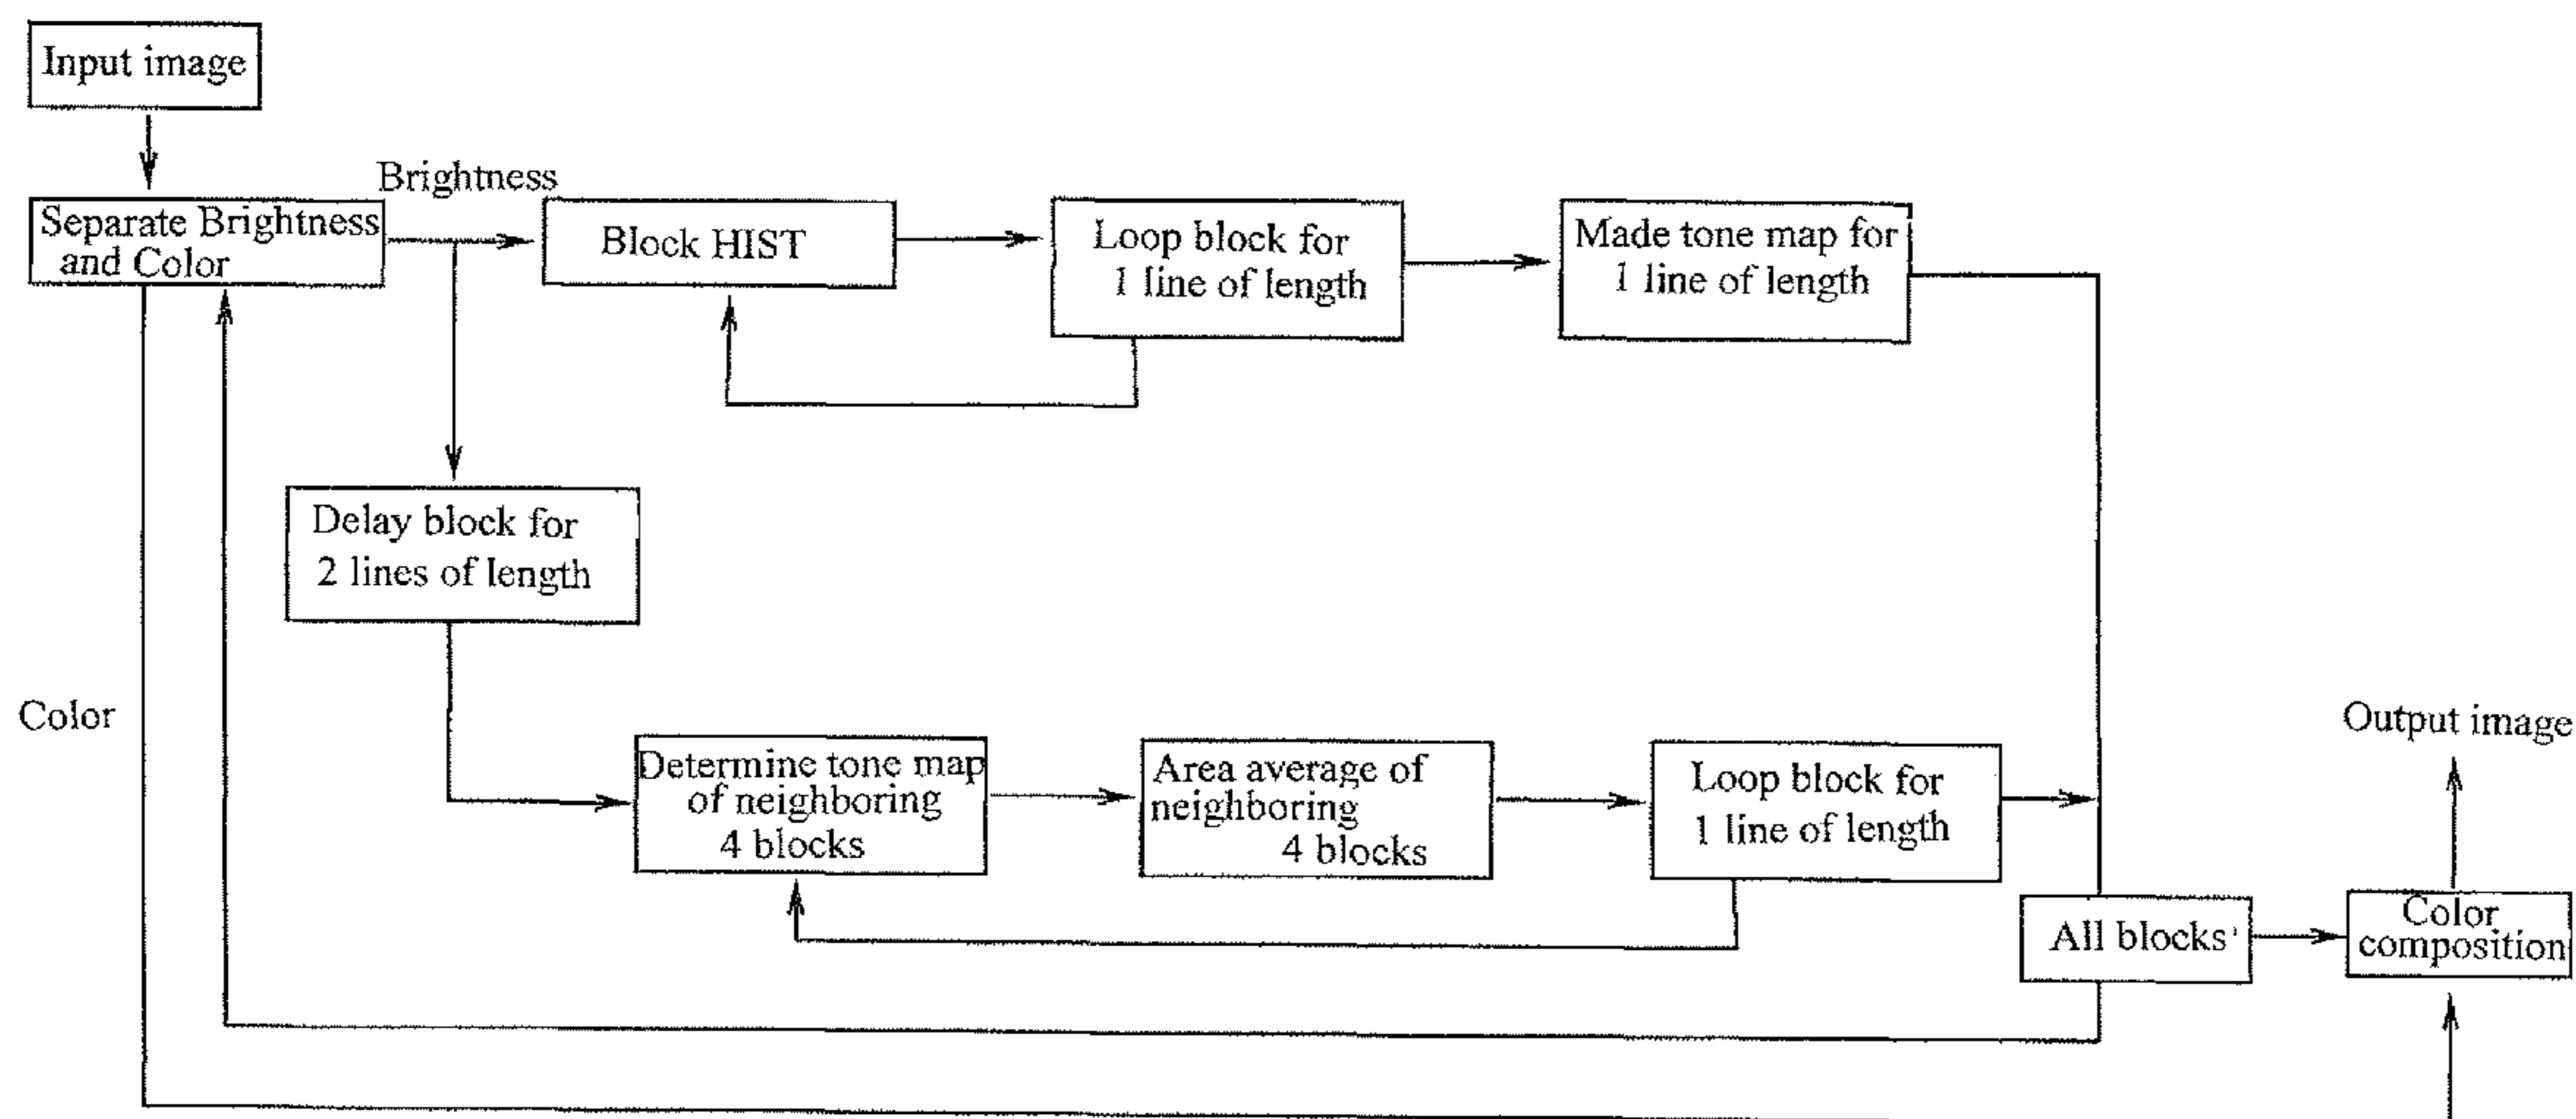 Input image
Brightness
Separate Brightness
and Color
Block HIST
Loop block for
1 line of length
Made tone map for
1 line of length
Delay block for
2 lines of length
Color
Output image
Determine tone map
of neighboring
4 blocks
Area average of
neighboring
4 blocks
Loop block for
1 line of length
All blocks
Color
composition